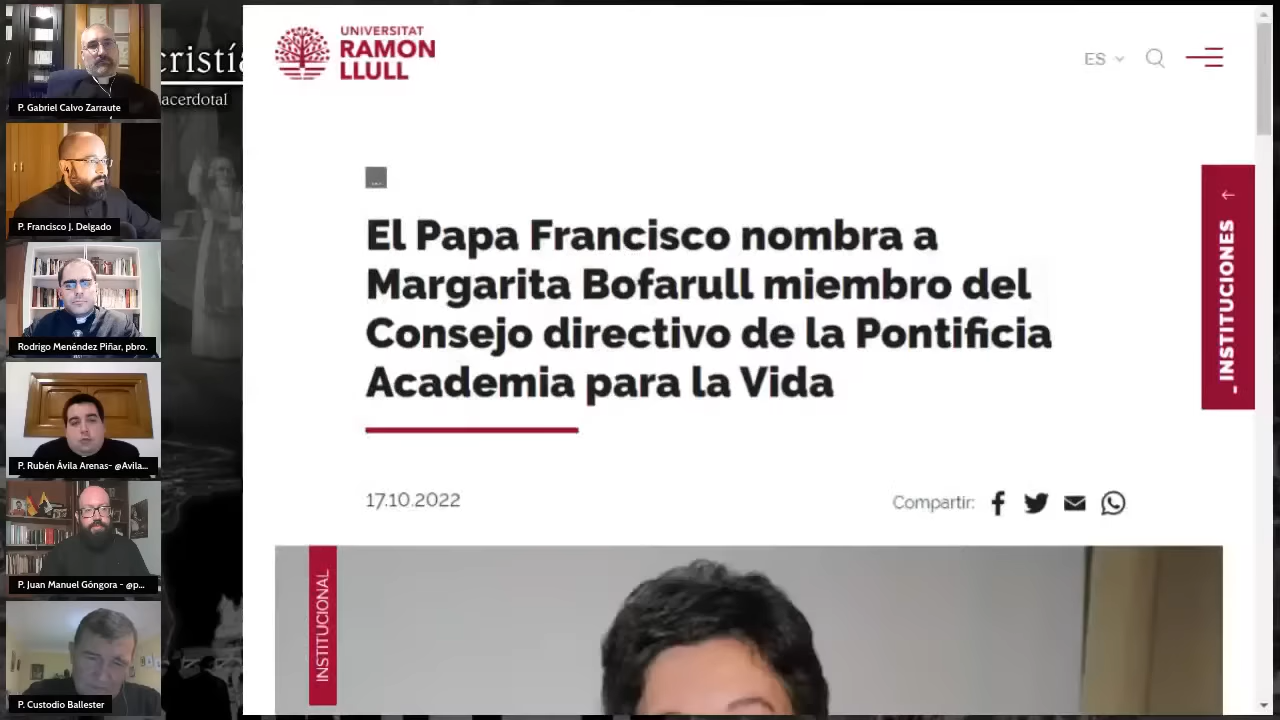 P. Gabriel Calvo Zarraute
P. Francisco J. Delgado
Rodrigo Menéndez Piñar, pbro.
P. Rubén Ávila Arenas- @Avila...
P. Juan Manuel Góngora - @p...
P. Custodio Ballester
cristía
acerdotal
UNIVERSITAT
RAMON
LLULL
ES
El Papa Francisco nombra a
Margarita Bofarull miembro del
Consejo directivo de la Pontificia
Academia para la Vida
17.10.2022
Compartir:
_INSTITUCIONES
INSTITUCIONAL